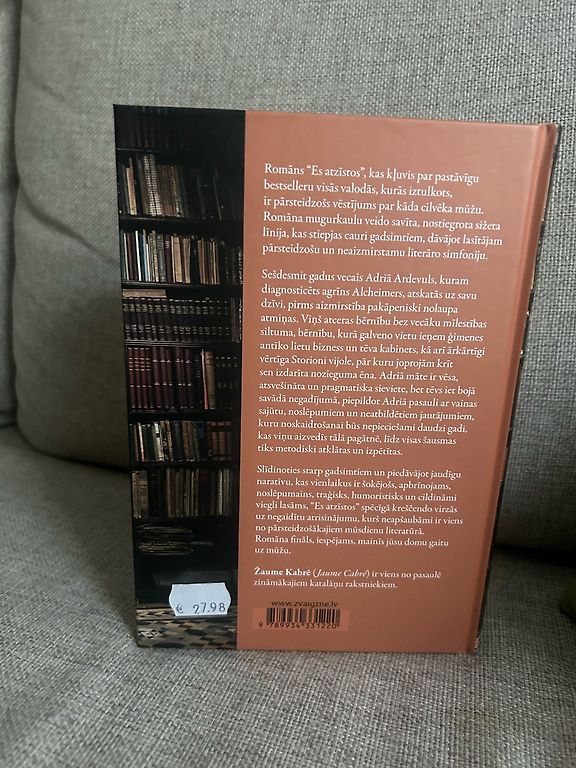 Romāns “Es atzīstos”, kas kļuvis par pastāvīgu
bestselleru visās valodās, kurās iztulkots,
ir pārsteidzošs vēstījums par kāda cilvēka mūžu.
Romāna mugurkaulu veido savīta, nostiegrota sižeta
līnija, kas stiepjas cauri gadsimtiem, dāvājot lasītājam
pārsteidzošu un neaizmirstamu literāro simfoniju.
Sešdesmit gadus vecais Adriā Ardevuls, kuram
diagnosticēts agrīns Alcheimers, atskatās uz savu
dzīvi, pirms aizmirstība pakāpeniski nolaupa
atmiņas. Viņš atceras bērnību bez vecāku mīlestības
siltuma, bērnību, kurā galveno vietu ieņem ģimenes
antīko lietu bizness un tēva kabinets, kā arī ārkārtīgi
vērtīga Storioni vijole, pār kuru joprojām krīt
sen izdarīta nozieguma ēna. Adriā māte ir vēsa,
atsvešināta un pragmatiska sieviete, bet tēvs iet bojā
savādā negadījumā, piepildot Adriā pasauli ar vainas
sajūtu, noslēpumiem un neatbildētiem jautājumiem,
kuru noskaidrošanai būs nepieciešami daudzi gadi,
kas viņu aizvedīs tālā pagātnē, līdz visas šausmas
tiks metodiski atklātas un izpētītas.
Slīdinoties starp gadsimtiem un piedāvājot jaudīgu
naratīvu, kas vienlaikus ir šokējošs, apbrīnojams,
noslēpumains, traģisks, humoristisks un cildināmi
viegli lasāms, “Es atzīstos” spēcīgā kreščendo virzās
uz negaidītu atrisinājumu, kurš neapšaubāmi ir viens
no pārsteidzošākajiem mūsdienu literatūrā.
Romāna fināls, iespējams, mainīs jūsu domu gaitu
uz mūžu.
Žaume Kabrē (Jaume Cabré) ir viens no pasaulē
zināmākajiem katalāņu rakstniekiem.
€ 27.98
www.zvaigzne.lv
9 789934 331220